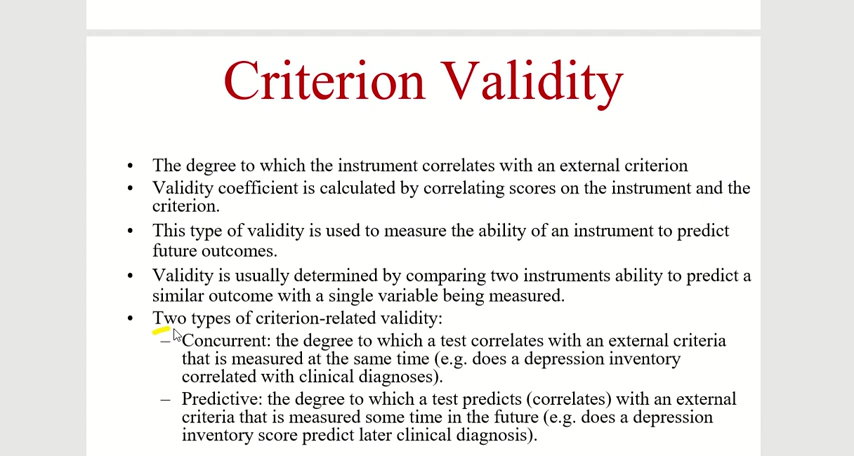 Criterion Validity
• The degree to which the instrument correlates with an external criterion
• Validity coefficient is calculated by correlating scores on the instrument and the
criterion.
• This type of validity is used to measure the ability of an instrument to predict
future outcomes.
• Validity is usually determined by comparing two instruments ability to predict a
similar outcome with a single variable being measured.
• Two types of criterion-related validity:
– Concurrent: the degree to which a test correlates with an external criteria
that is measured at the same time (e.g. does a depression inventory
correlated with clinical diagnoses).
– Predictive: the degree to which a test predicts (correlates) with an external
criteria that is measured some time in the future (e.g. does a depression
inventory score predict later clinical diagnosis).